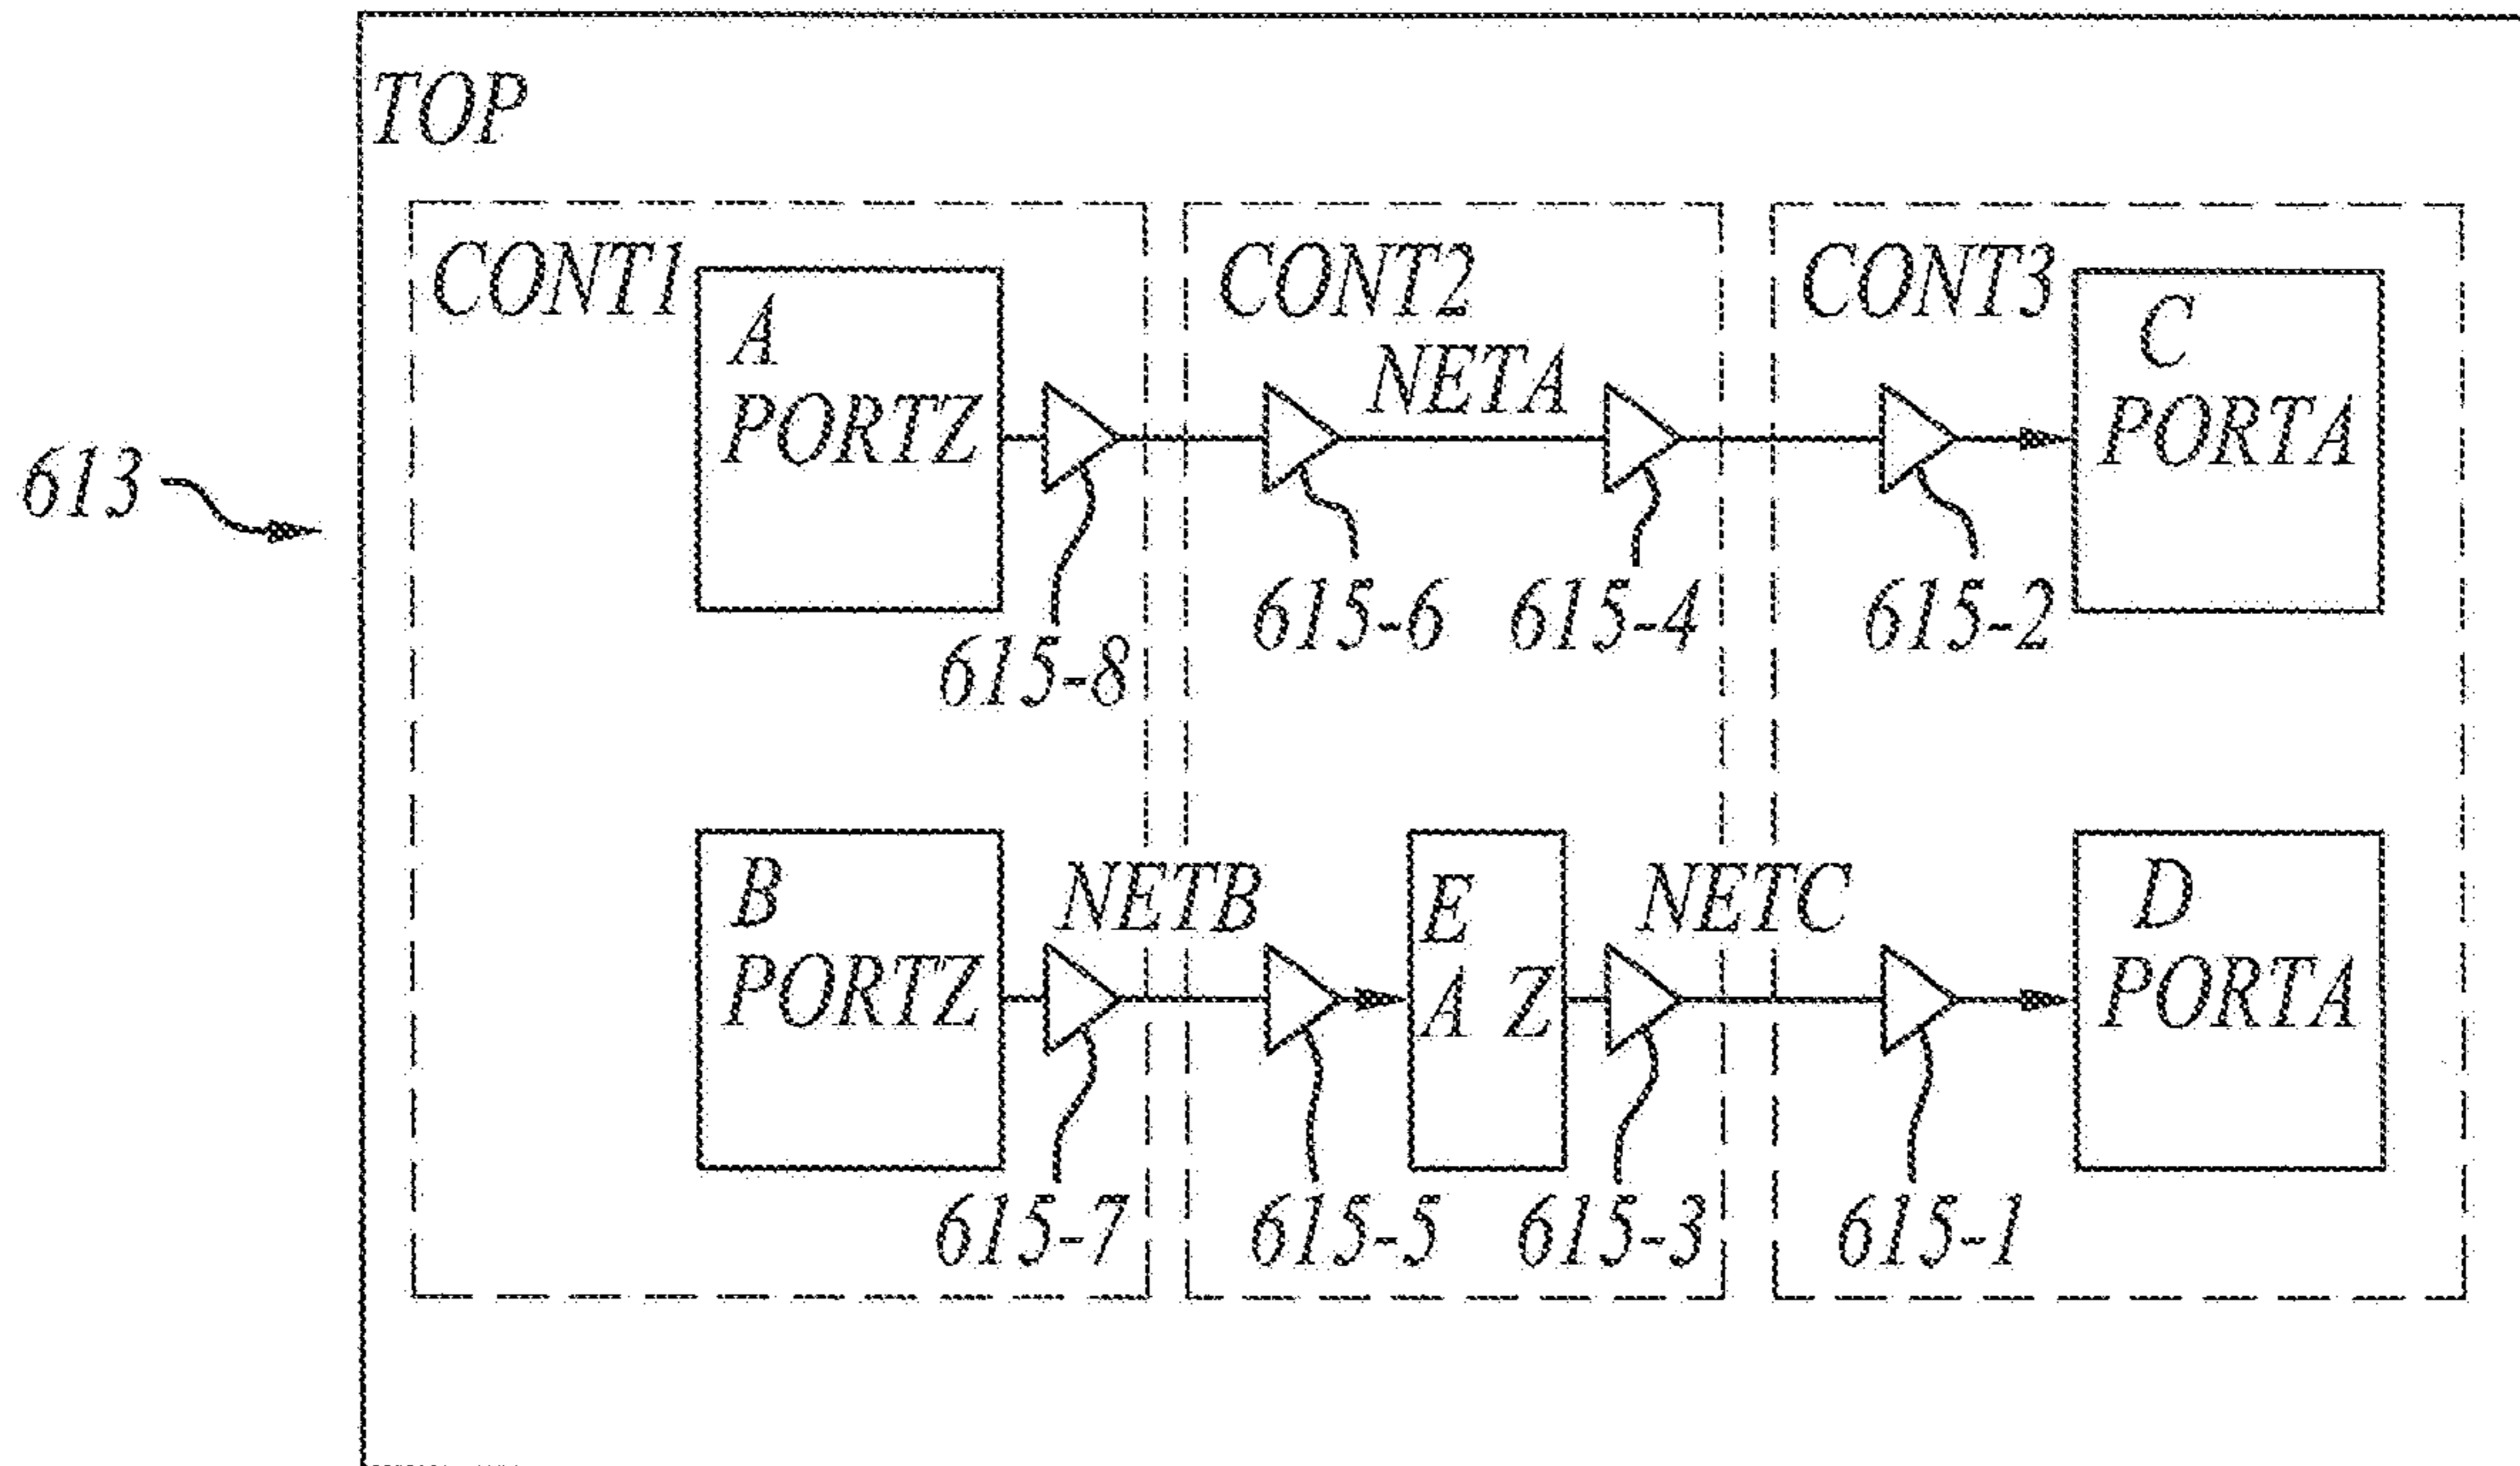 TOP
CONT1
CONT2
CONT3
A
PORTZ
NETA
C
PORTA
613
615-8
615-6
615-4
615-2
B
PORTZ
NETB
E
A Z
NETC
D
PORTA
615-7
615-5
615-3
615-1